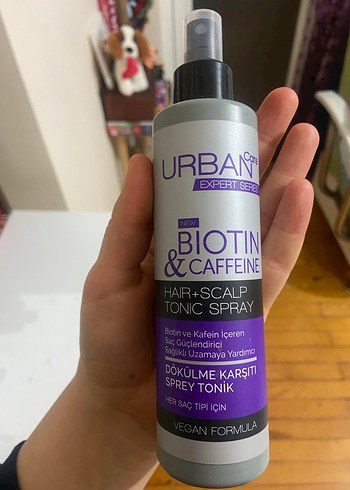 URBAN Care
EXPERT SERIES
NEW
BIOTIN
& CAFFEINE
HAIR+SCALP
TONIC SPRAY
Biotin ve Kafein İçeren
Saç Güçlendirici
Sağlıklı Uzamaya Yardımcı
DÖKÜLME KARŞITI
SPREY TONİK
HER SAÇ TİPİ İÇİN
VEGAN FORMULA